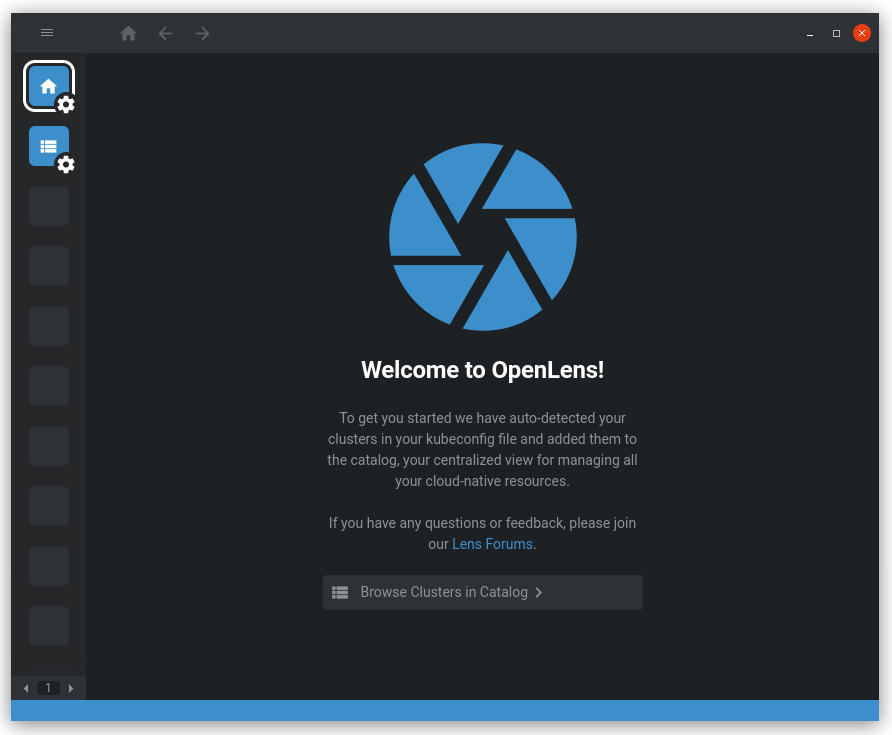 Welcome to OpenLens!
To get you started we have auto-detected your
clusters in your kubeconfig file and added them to
the catalog, your centralized view for managing all
your cloud-native resources.
If you have any questions or feedback, please join
our Lens Forums.
Browse Clusters in Catalog
1